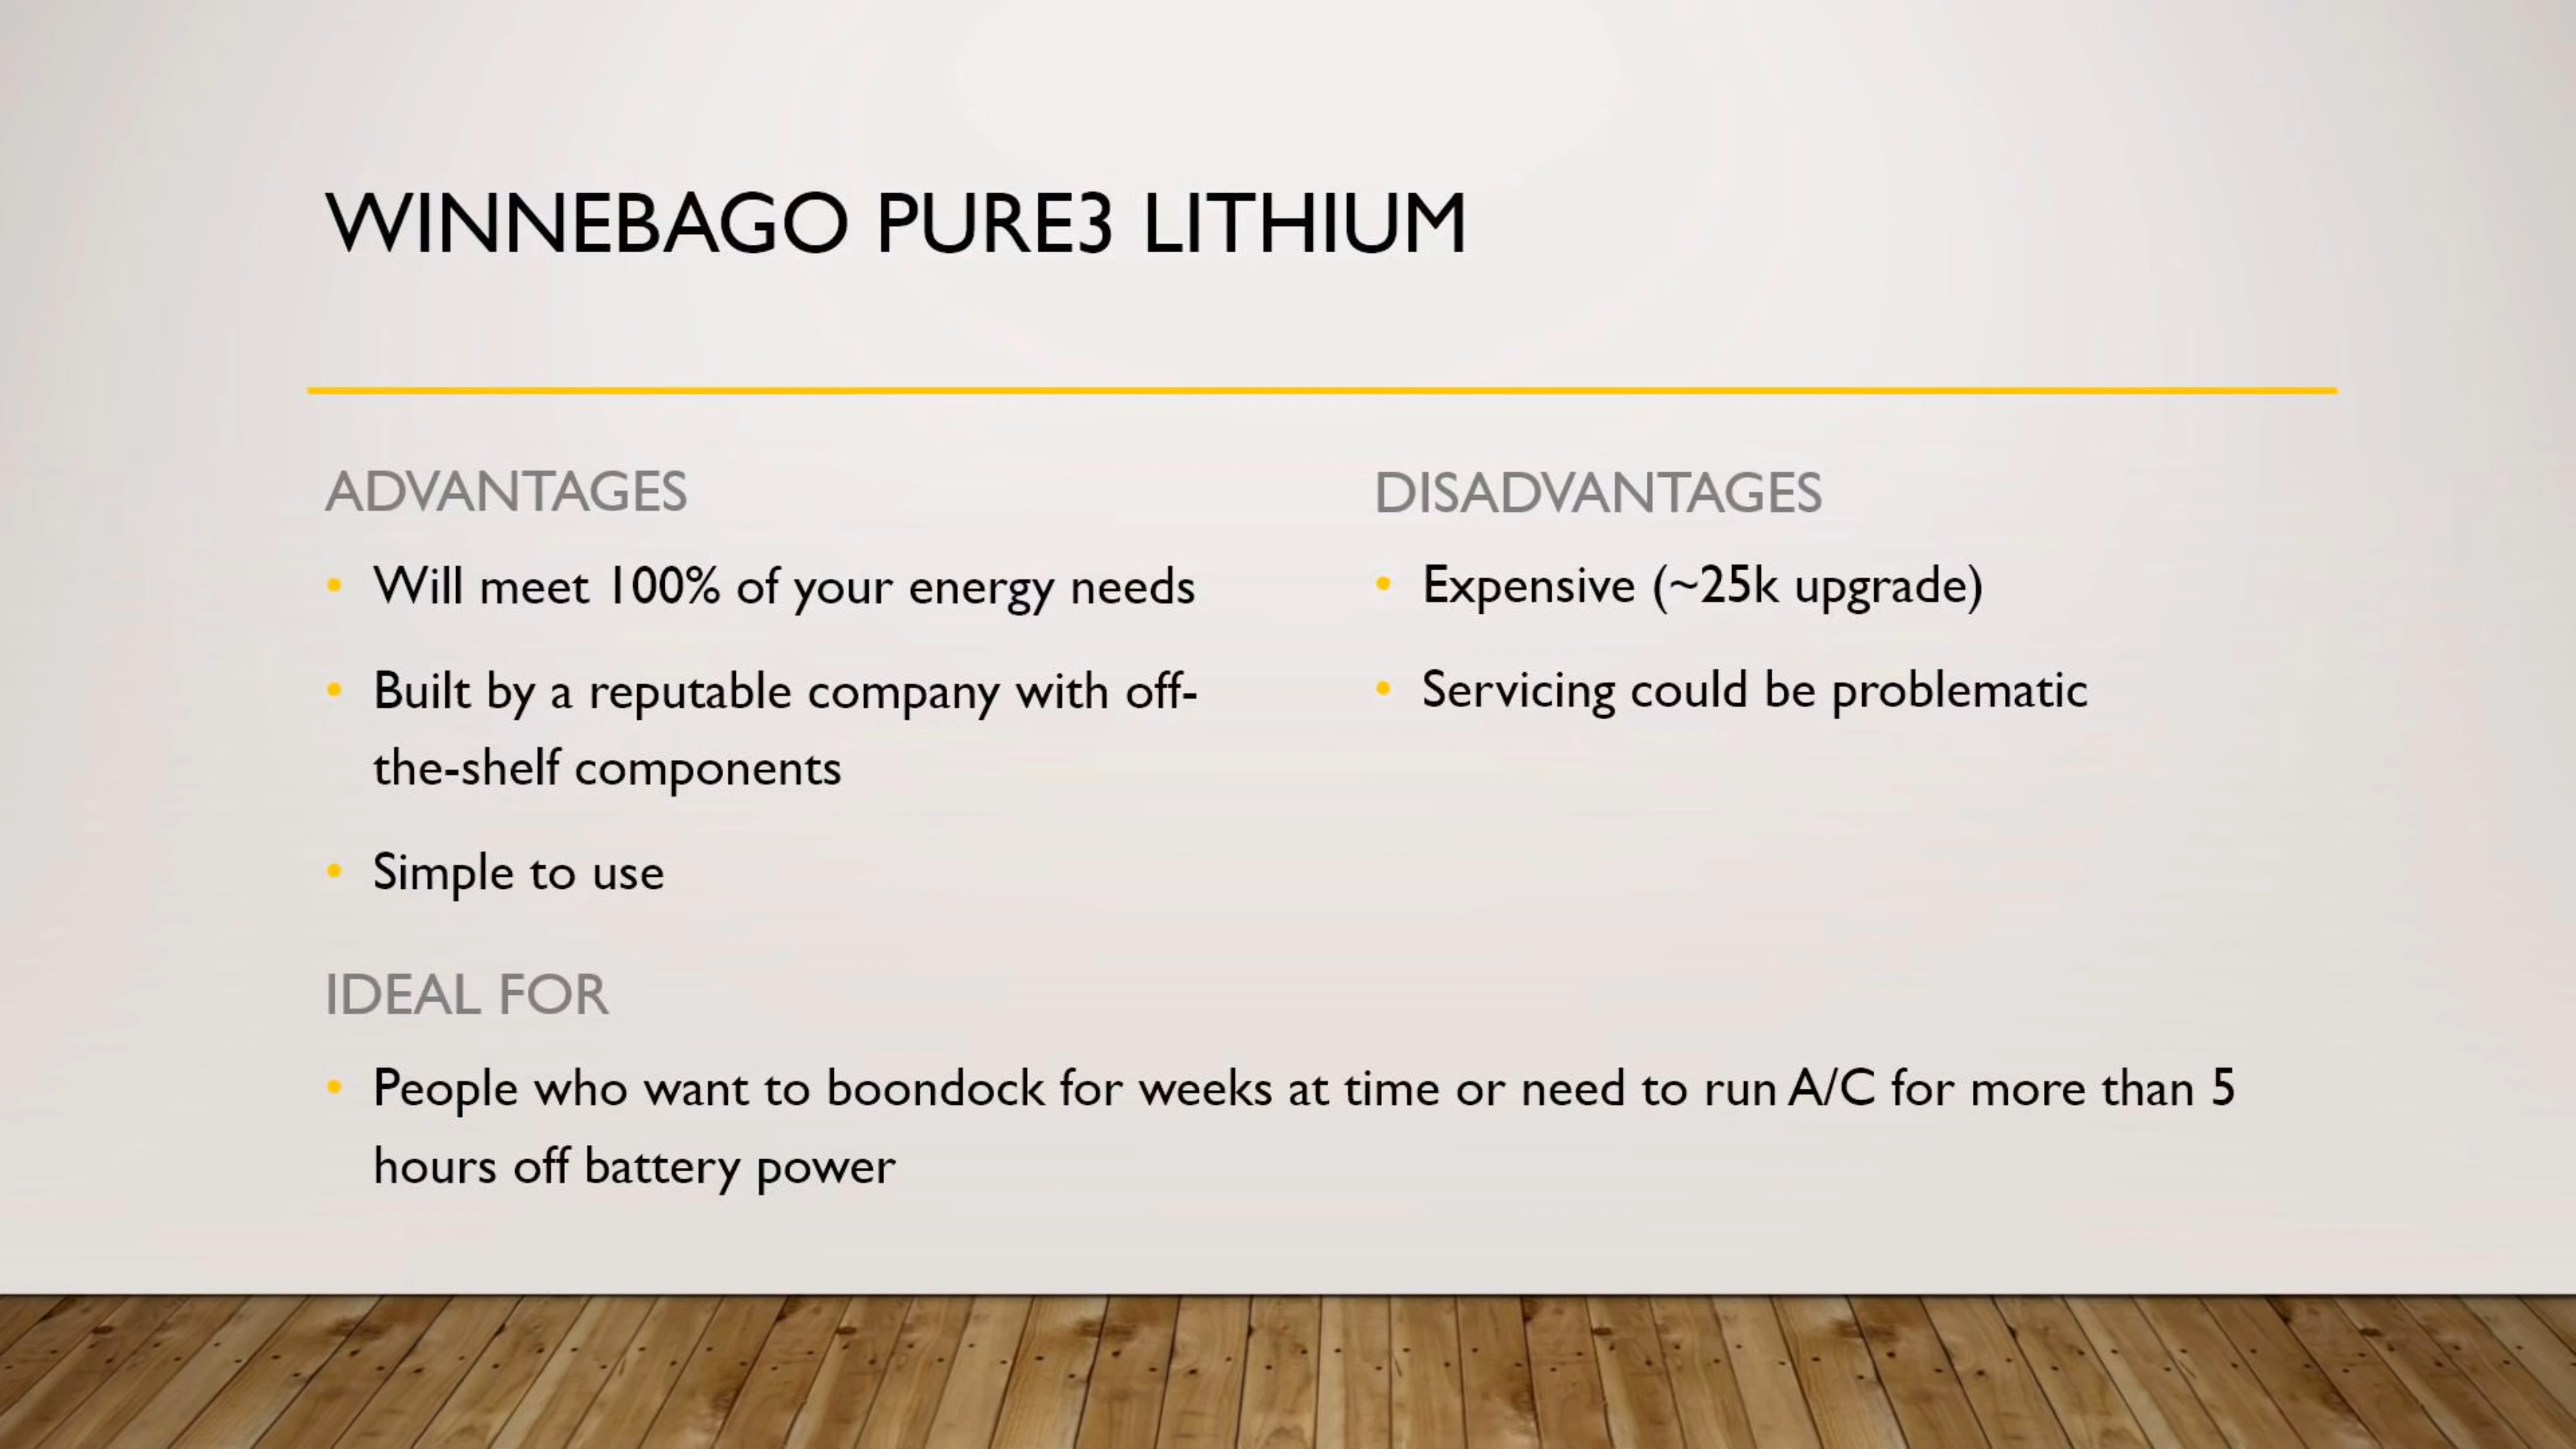 WINNEBAGO PURE3 LITHIUM
ADVANTAGES
• Will meet 100% of your energy needs
• Built by a reputable company with off-
the-shelf components
• Simple to use
DISADVANTAGES
• Expensive (~25k upgrade)
• Servicing could be problematic
IDEAL FOR
• People who want to boondock for weeks at time or need to run A/C for more than 5
hours off battery power